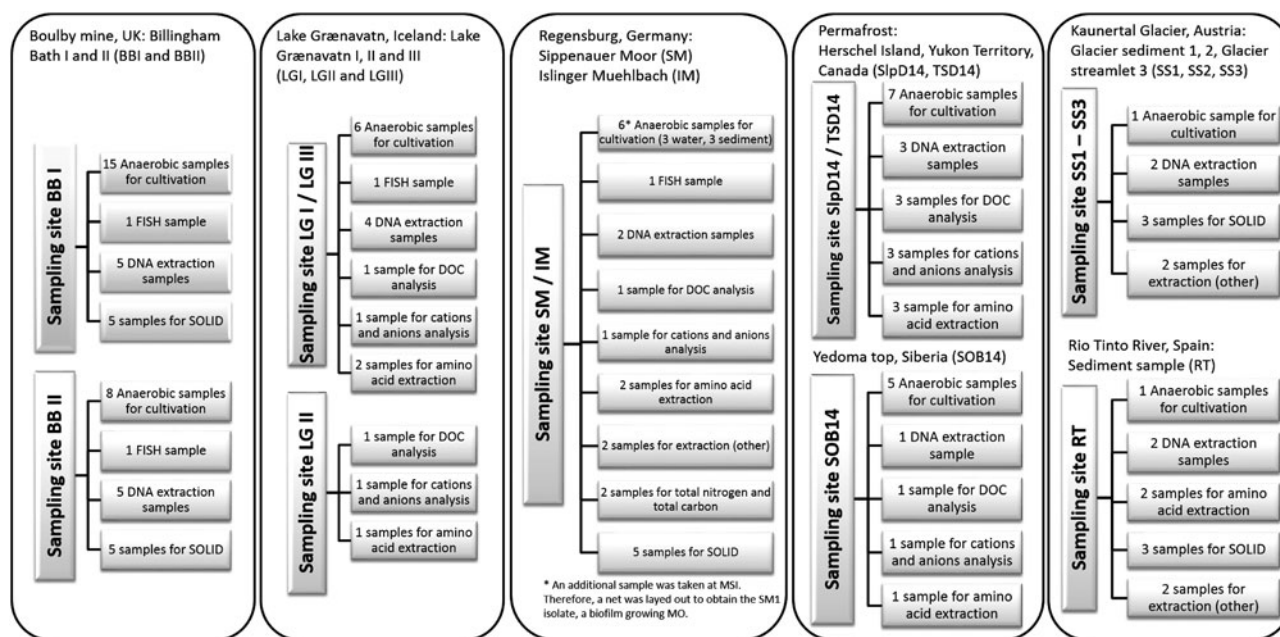 Boulby mine, UK: Billingham
Bath I and II (BBI and BBII)
Sampling site BB I
15 Anaerobic samples
for cultivation
1 FISH sample
5 DNA extraction
samples
5 samples for SOLID
Sampling site BB II
8 Anaerobic samples
for cultivation
1 FISH sample
5 DNA extraction
samples
5 samples for SOLID
Lake Grænavatn, Iceland: Lake
Grænavatn I, II and III
(LGI, LGII and LGIII)
Sampling site LG I / LG III
6 Anaerobic samples
for cultivation
1 FISH sample
4 DNA extraction
samples
1 sample for DOC
analysis
1 sample for cations
and anions analysis
2 samples for amino
acid extraction
Sampling site LG II
1 sample for DOC
analysis
1 sample for cations
and anions analysis
1 samples for amino
acid extraction
Regensburg, Germany:
Sippenauer Moor (SM)
Islinger Muehlbach (IM)
Sampling site SM / IM
6* Anaerobic samples for
cultivation (3 water, 3 sediment)
1 FISH sample
2 DNA extraction samples
1 sample for DOC analysis
1 sample for cations and anions
analysis
2 samples for amino acid
extraction
2 samples for extraction (other)
2 samples for total nitrogen and
total carbon
5 samples for SOLID
* An additional sample was taken at MSI.
Therefore, a net was layed out to obtain the SM1
isolate, a biofilm growing MO.
Permafrost:
Herschel Island, Yukon Territory,
Canada (SlpD14, TSD14)
Sampling site SlpD14 / TSD14
7 Anaerobic samples
for cultivation
3 DNA extraction
samples
3 samples for DOC
analysis
3 samples for cations
and anions analysis
3 sample for amino
acid extraction
Yedoma top, Siberia (SOB14)
Sampling site SOB14
5 Anaerobic samples
for cultivation
1 DNA extraction
sample
1 sample for DOC
analysis
1 sample for cations
and anions analysis
1 sample for amino
acid extraction
Kaunertal Glacier, Austria:
Glacier sediment 1, 2, Glacier
streamlet 3 (SS1, SS2, SS3)
Sampling site SS1 – SS3
1 Anaerobic sample for
cultivation
2 DNA extraction
samples
3 samples for SOLID
2 samples for
extraction (other)
Rio Tinto River, Spain:
Sediment sample (RT)
Sampling site RT
1 Anaerobic samples
for cultivation
2 DNA extraction
samples
2 samples for amino
acid extraction
3 samples for SOLID
2 samples for
extraction (other)